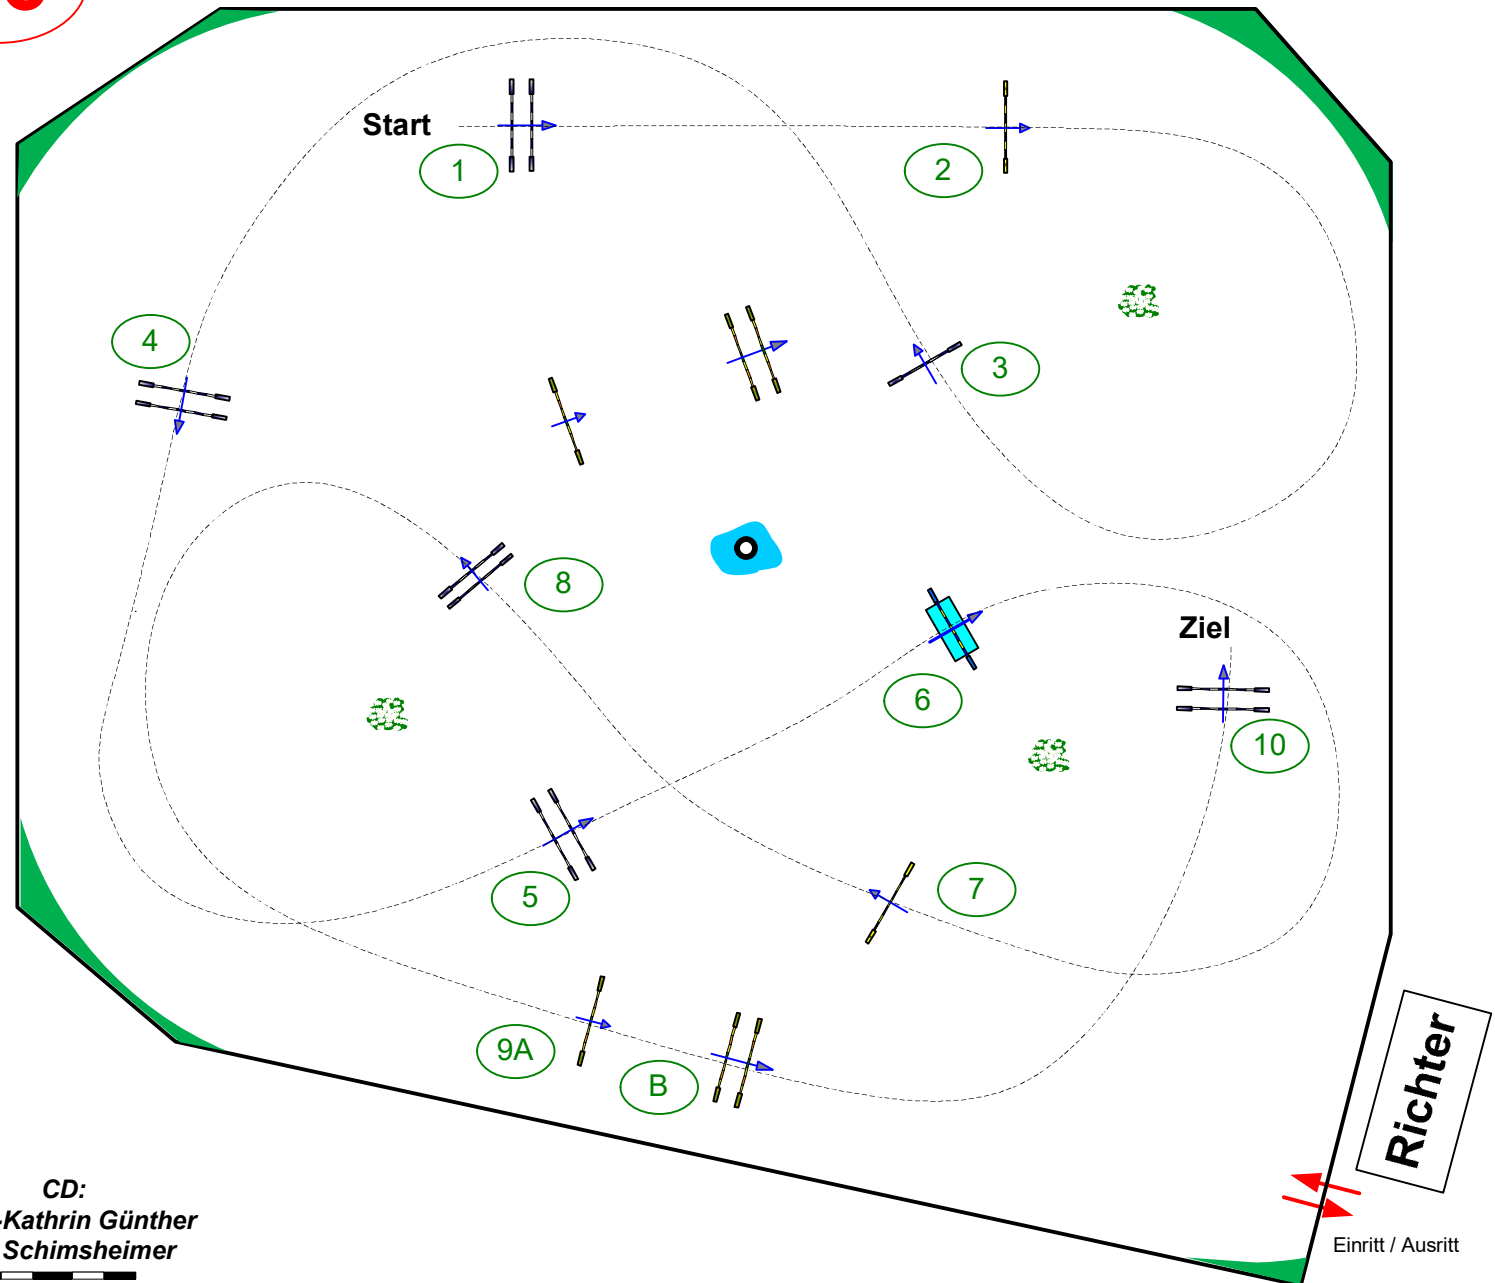 Start
1
2
3
4
5
6
7
8
9A
B
10
Ziel
Richter
Einritt / Ausritt
CD:
-Kathrin Günther
Schimsheimer